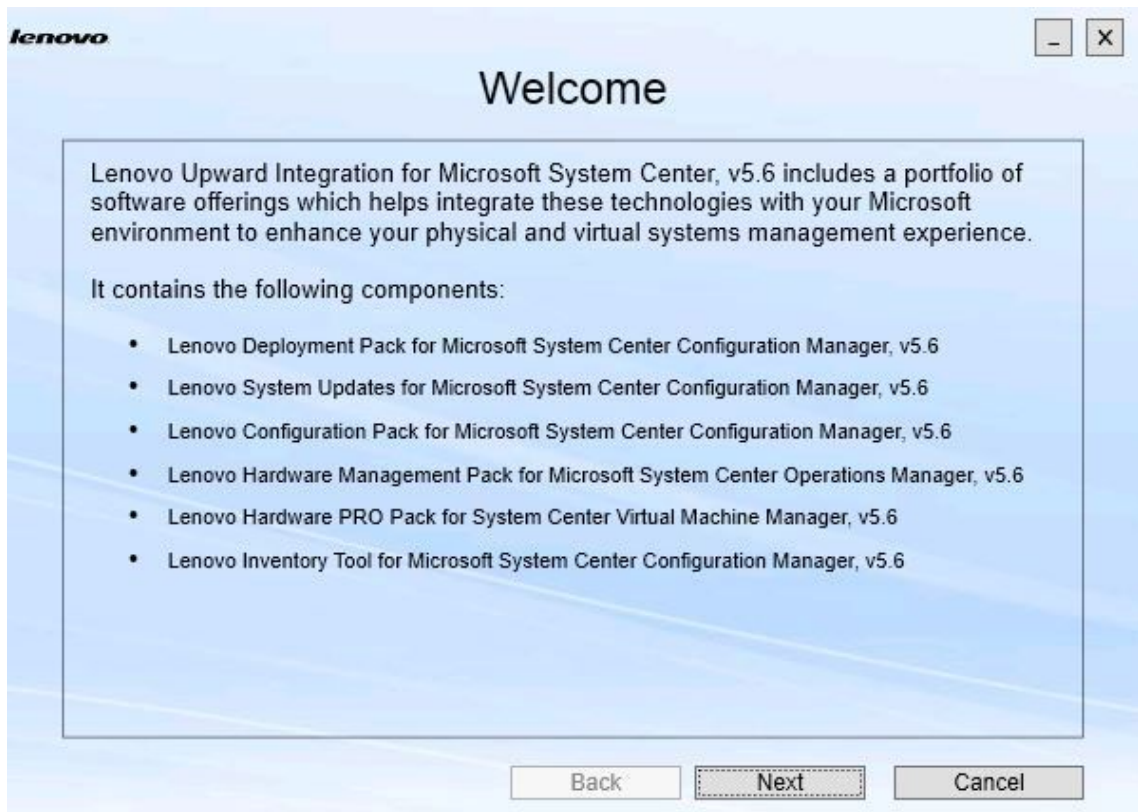 lenovo
_ X
Welcome
Lenovo Upward Integration for Microsoft System Center, v5.6 includes a portfolio of
software offerings which helps integrate these technologies with your Microsoft
environment to enhance your physical and virtual systems management experience.
It contains the following components:
• Lenovo Deployment Pack for Microsoft System Center Configuration Manager, v5.6
• Lenovo System Updates for Microsoft System Center Configuration Manager, v5.6
• Lenovo Configuration Pack for Microsoft System Center Configuration Manager, v5.6
• Lenovo Hardware Management Pack for Microsoft System Center Operations Manager, v5.6
• Lenovo Hardware PRO Pack for System Center Virtual Machine Manager, v5.6
• Lenovo Inventory Tool for Microsoft System Center Configuration Manager, v5.6
Back Next Cancel